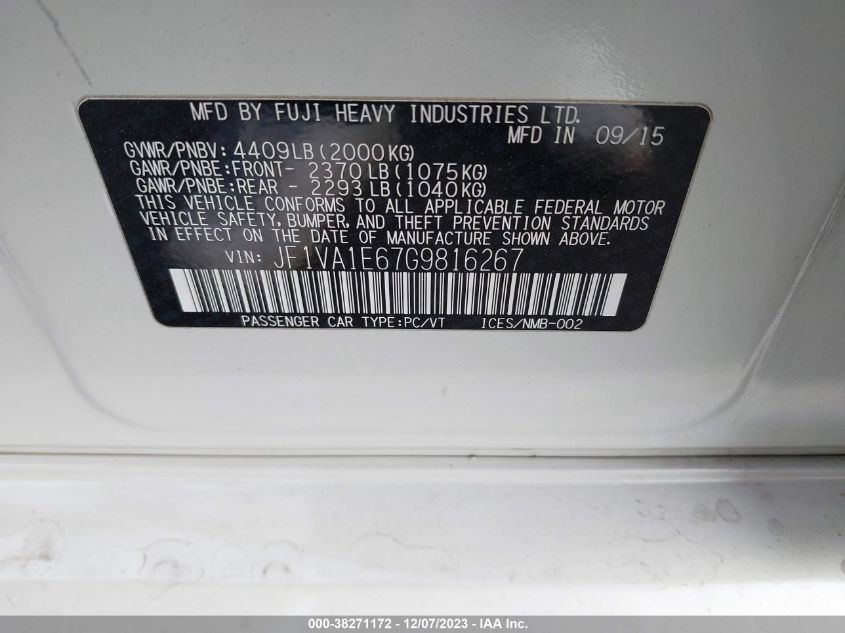 MFD BY FUJI HEAVY INDUSTRIES LTD.
MFD IN 09/15
GVWR/PNBV: 4409LB(2000KG)
GAWR/PNBE:FRONT- 2370LB(1075KG)
GAWR/PNBE:REAR - 2293LB(1040KG)
THIS VEHICLE CONFORMS TO ALL APPLICABLE FEDERAL MOTOR
VEHICLE SAFETY, BUMPER, AND THEFT PREVENTION STANDARDS
IN EFFECT ON THE DATE OF MANUFACTURE SHOWN ABOVE.
VIN: JF1VA1E67G9816267
PASSENGER CAR TYPE:PC/VT ICES/NMB-002
000-38271172 - 12/07/2023 - IAA Inc.